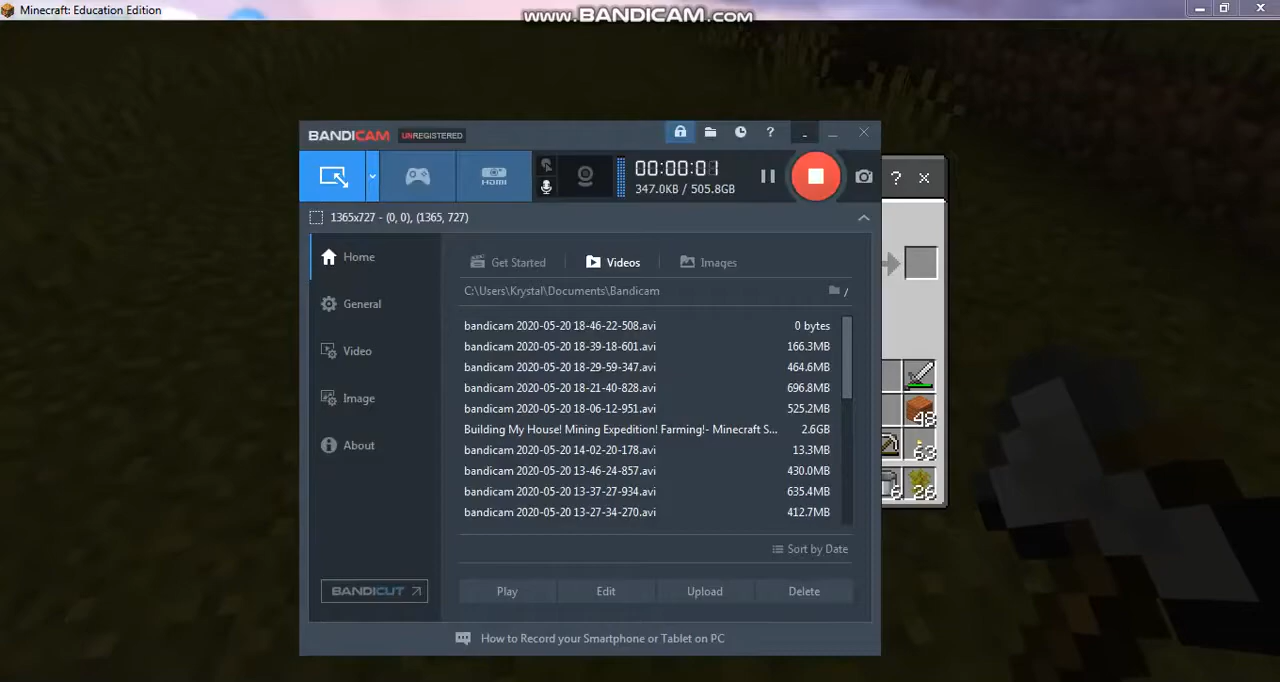 Minecraft: Education Edition
www.BANDICAM.com
BANDICAM UNREGISTERED
?
HDMI
00:00:01
347.0KB / 505.8GB
?
1365x727 - (0, 0), (1365, 727)
Home
General
Video
Image
About
BANDICUT
Get Started
Videos
Images
C:\Users\Krystal\Documents\Bandicam
/
bandicam 2020-05-20 18-46-22-508.avi 0 bytes
bandicam 2020-05-20 18-39-18-601.avi 166.3MB
bandicam 2020-05-20 18-29-59-347.avi 464.6MB
bandicam 2020-05-20 18-21-40-828.avi 696.8MB
bandicam 2020-05-20 18-06-12-951.avi 525.2MB
Building My House! Mining Expedition! Farming!- Minecraft S... 2.6GB
bandicam 2020-05-20 14-02-20-178.avi 13.3MB
bandicam 2020-05-20 13-46-24-857.avi 430.0MB
bandicam 2020-05-20 13-37-27-934.avi 635.4MB
bandicam 2020-05-20 13-27-34-270.avi 412.7MB
Sort by Date
Play Edit Upload Delete
How to Record your Smartphone or Tablet on PC
48
63
6 26